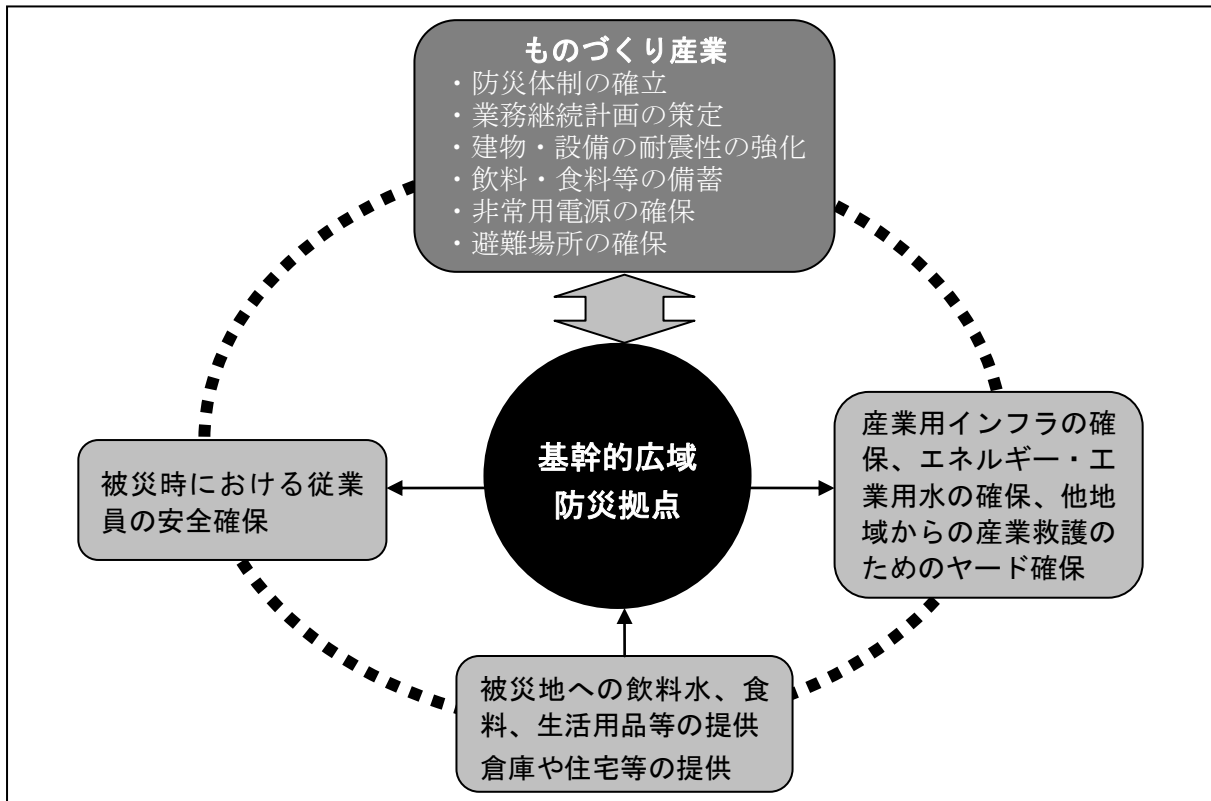 ものづくり産業
・防災体制の確立
・業務継続計画の策定
・建物・設備の耐震性の強化
・飲料・食料等の備蓄
・非常用電源の確保
・避難場所の確保
基幹的広域
防災拠点
被災時における従業
員の安全確保
産業用インフラの確
保、エネルギー・工
業用水の確保、他地
域からの産業救護の
ためのヤード確保
被災地への飲料水、食
料、生活用品等の提供
倉庫や住宅等の提供